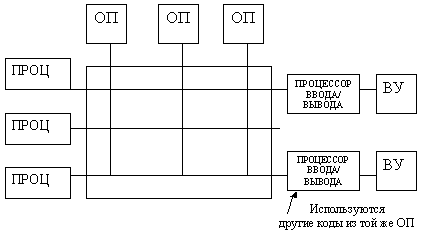 ОП ОП ОП
ПРОЦ
ПРОЦЕССОР
ВВОДА/
ВЫВОДА
ВУ
ПРОЦ
ПРОЦ
ПРОЦЕССОР
ВВОДА/
ВЫВОДА
ВУ
Используются
другие коды из той же ОП